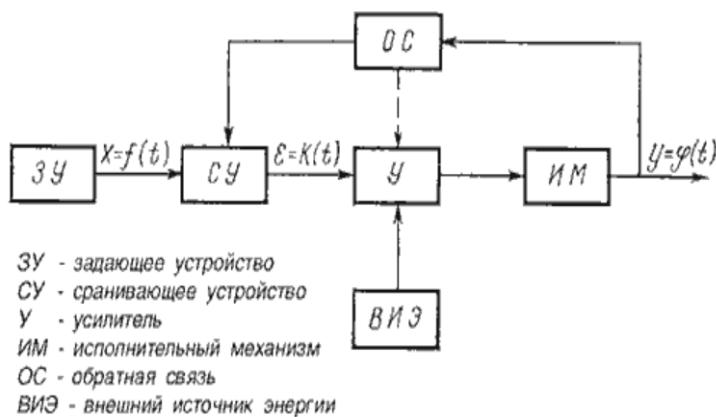 ОС
X=f(t)
ε=K(t)
y=φ(t)
ЗУ
СУ
У
ИМ
ВИЭ
ЗУ - задающее устройство
СУ - сранивающее устройство
У - усилитель
ИМ - исполнительный механизм
ОС - обратная связь
ВИЭ - внешний источник энергии